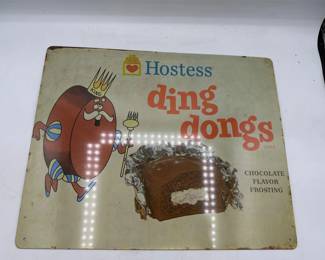 Hostess
ding
dongs
CHOCOLATE
FLAVOR
FROSTING